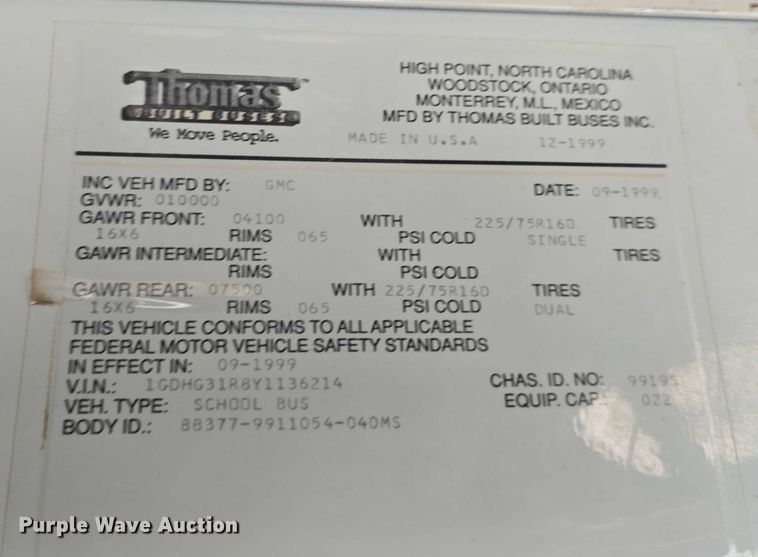 Thomas
BUILT BUSES
We Move People.
HIGH POINT, NORTH CAROLINA
WOODSTOCK, ONTARIO
MONTERREY, M.L., MEXICO
MFD BY THOMAS BUILT BUSES INC.
MADE IN U.S.A 12-1999
INC VEH MFD BY: GMC DATE: 09-1999
GVWR: 010000
GAWR FRONT: 04100 WITH 225/75R16D TIRES
16X6 RIMS 065 PSI COLD SINGLE
GAWR INTERMEDIATE: WITH TIRES
RIMS PSI COLD
GAWR REAR: 07500 WITH 225/75R16D TIRES
16X6 RIMS 065 PSI COLD DUAL
THIS VEHICLE CONFORMS TO ALL APPLICABLE
FEDERAL MOTOR VEHICLE SAFETY STANDARDS
IN EFFECT IN: 09-1999
V.I.N.: 1GDHG31R8Y1136214 CHAS. ID. NO: 99195
VEH. TYPE: SCHOOL BUS EQUIP. CAP.: 022
BODY ID.: 88377-9911054-040MS
Purple Wave Auction